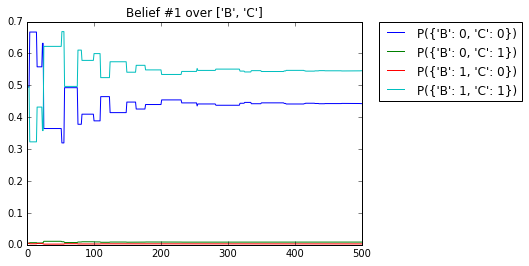 Belief #1 over ['B', 'C']
0.7
0.6
0.5
0.4
0.3
0.2
0.1
0.0
0 100 200 300 400 500
P({'B': 0, 'C': 0})
P({'B': 0, 'C': 1})
P({'B': 1, 'C': 0})
P({'B': 1, 'C': 1})